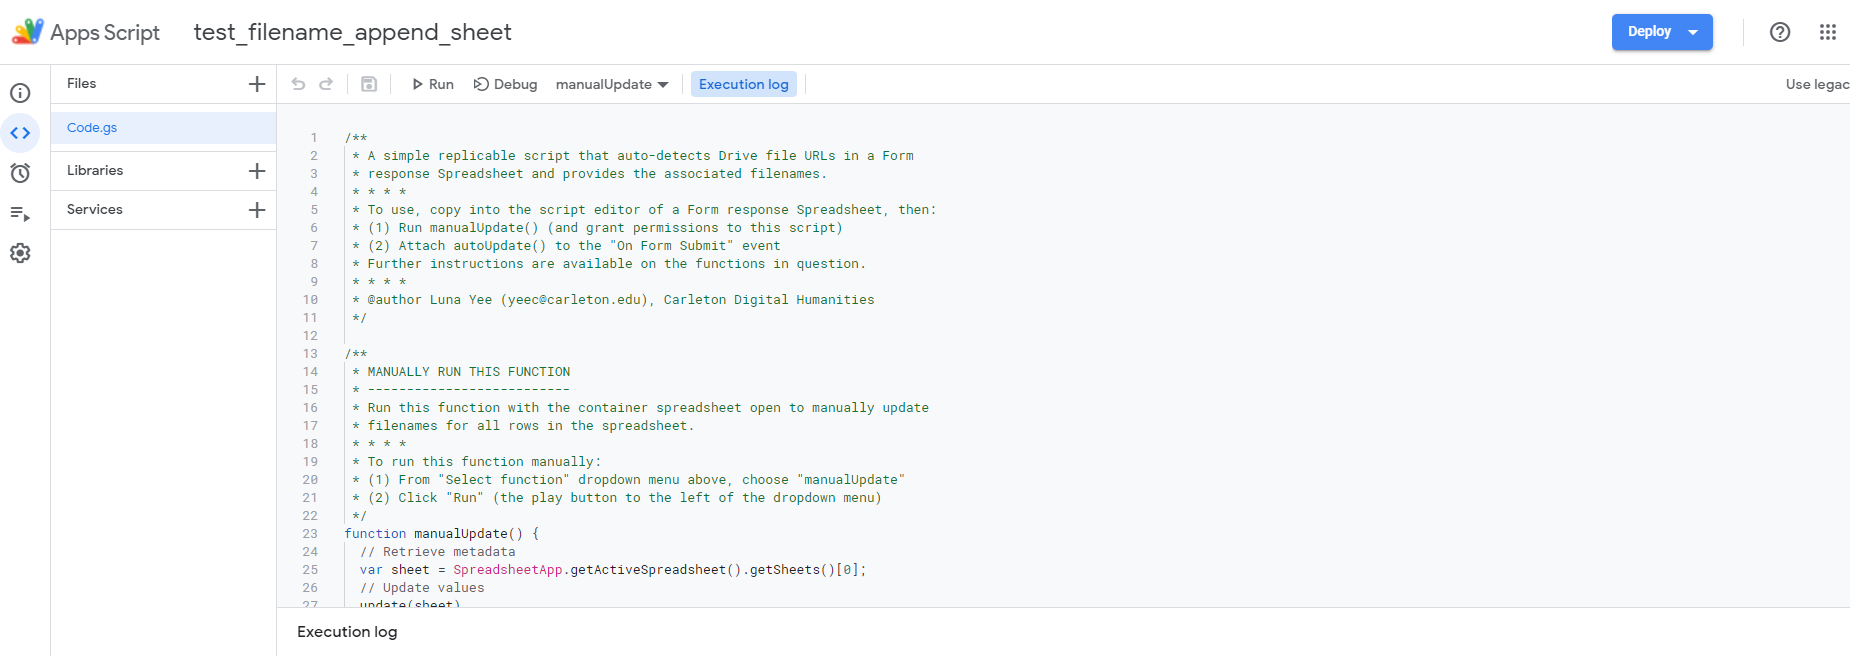 Apps Script
test_filename_append_sheet
Deploy
Files
Run
Debug
manualUpdate
Execution log
Use legac
Code.gs
Libraries
Services
1 /**
2 * A simple replicable script that auto-detects Drive file URLs in a Form
3 * response Spreadsheet and provides the associated filenames.
4 * * * *
5 * To use, copy into the script editor of a Form response Spreadsheet, then:
6 * (1) Run manualUpdate() (and grant permissions to this script)
7 * (2) Attach autoUpdate() to the "On Form Submit" event
8 * Further instructions are available on the functions in question.
9 * * * *
10 * @author Luna Yee (yeec@carleton.edu), Carleton Digital Humanities
11 */
12
13 /**
14 * MANUALLY RUN THIS FUNCTION
15 * --------------------------
16 * Run this function with the container spreadsheet open to manually update
17 * filenames for all rows in the spreadsheet.
18 * * * *
19 * To run this function manually:
20 * (1) From "Select function" dropdown menu above, choose "manualUpdate"
21 * (2) Click "Run" (the play button to the left of the dropdown menu)
22 */
23 function manualUpdate() {
24 // Retrieve metadata
25 var sheet = SpreadsheetApp.getActiveSpreadsheet().getSheets()[0];
26 // Update values
27 update(sheet)
Execution log